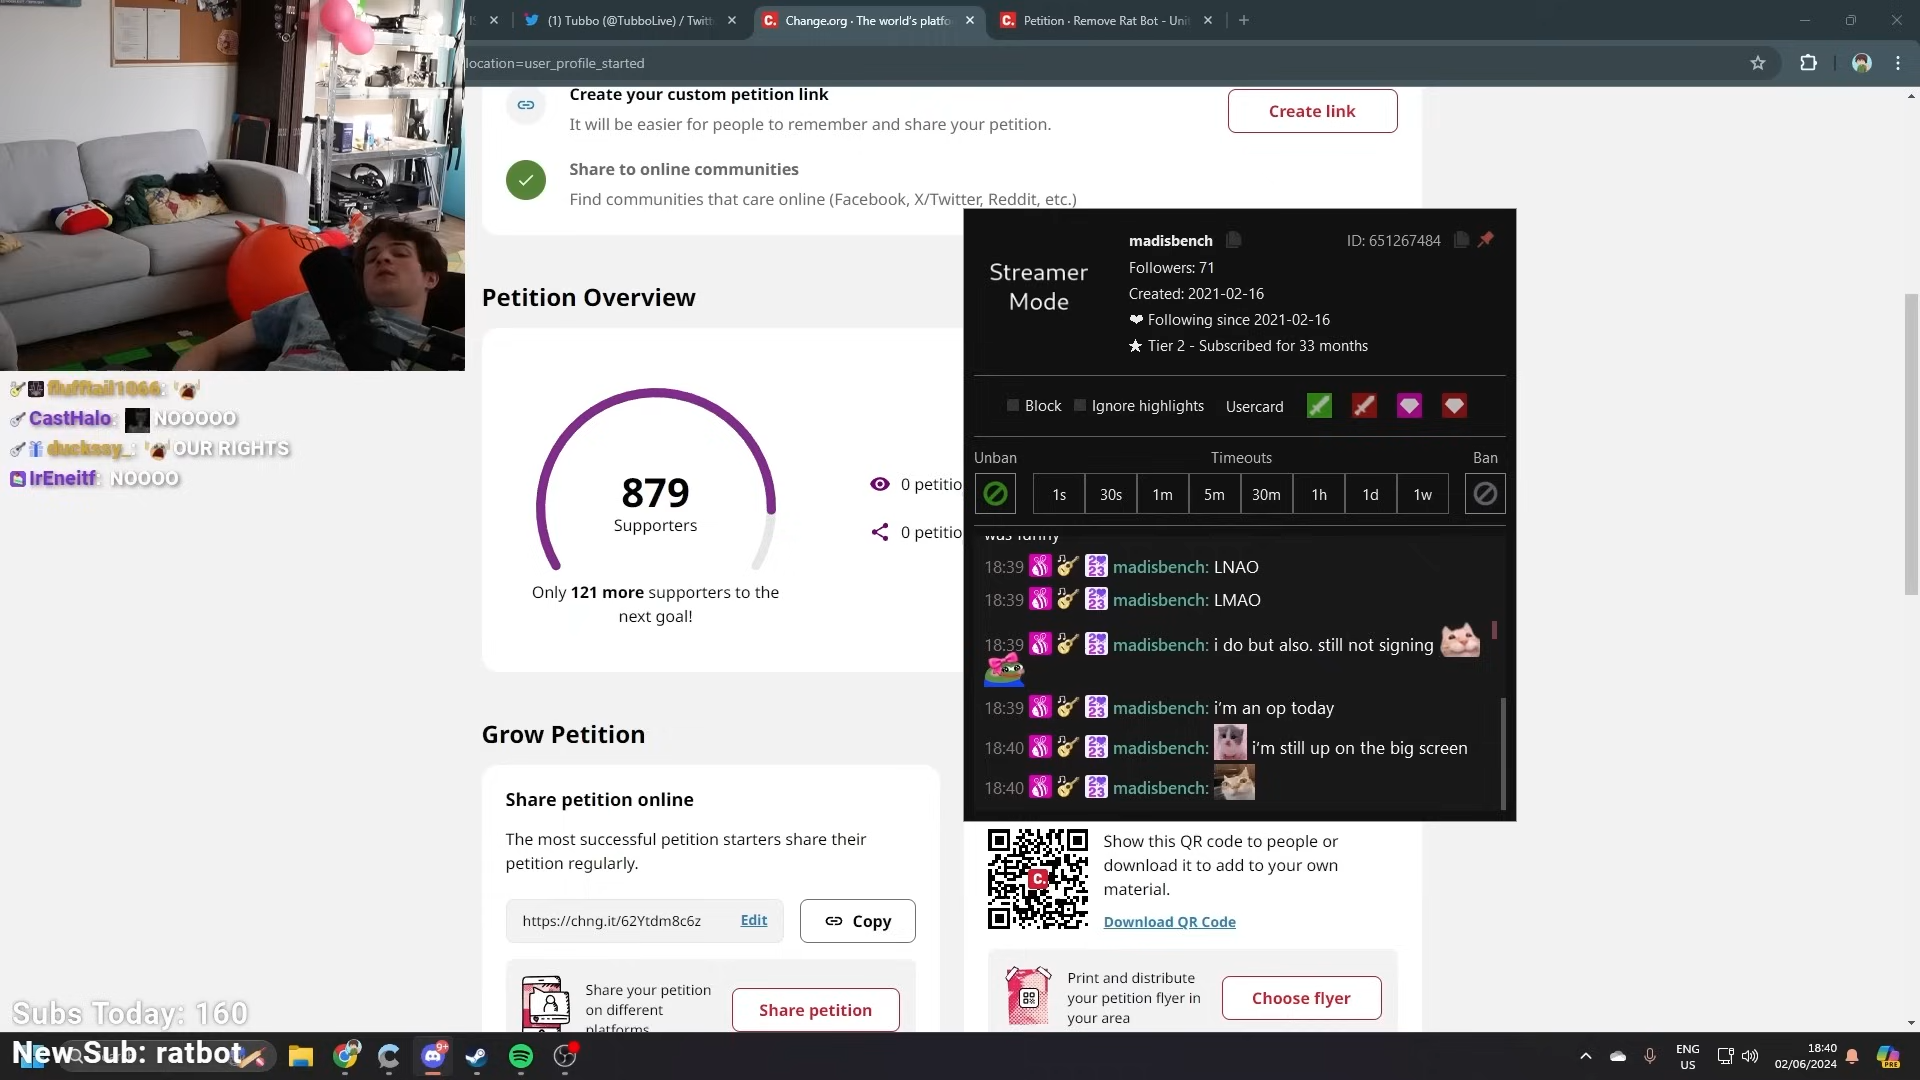 (1) Tubbo (@TubboLive) / Twitt
Change.org · The world's platfo
Petition · Remove Rat Bot - Unit
location=user_profile_started
Create your custom petition link
It will be easier for people to remember and share your petition.
Create link
Share to online communities
Find communities that care online (Facebook, X/Twitter, Reddit, etc.)
Petition Overview
879
Supporters
Only 121 more supporters to the
next goal!
0 petitio
0 petitio
Streamer
Mode
madisbench
ID: 651267484
Followers: 71
Created: 2021-02-16
Following since 2021-02-16
Tier 2 - Subscribed for 33 months
Block
Ignore highlights
Usercard
Unban
Timeouts
Ban
1s
30s
1m
5m
30m
1h
1d
1w
was funny
18:39 madisbench: LNAO
18:39 madisbench: LMAO
18:39 madisbench: i do but also. still not signing
18:39 madisbench: i'm an op today
18:40 madisbench: i'm still up on the big screen
18:40 madisbench:
flufftail1066:
CastHalo: NOOOOO
ducksay_: OUR RIGHTS
IrEneitf: NOOOO
Grow Petition
Share petition online
The most successful petition starters share their
petition regularly.
https://chng.it/62Ytdm8c6z
Edit
Copy
Share your petition
on different
platforms
Share petition
Show this QR code to people or
download it to add to your own
material.
Download QR Code
Print and distribute
your petition flyer in
your area
Choose flyer
Subs Today: 160
New Sub: ratbot
9+
ENG
US
18:40
02/06/2024
PRE